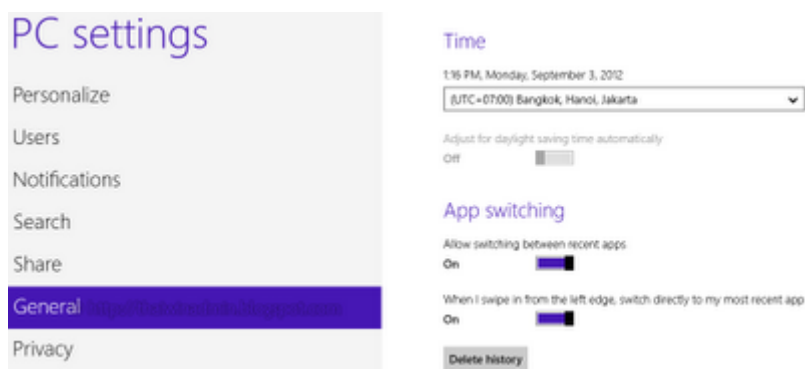 PC settings
Personalize
Users
Notifications
Search
Share
General
Privacy
Time
1:16 PM, Monday, September 3, 2012
(UTC+07:00) Bangkok, Hanoi, Jakarta
Adjust for daylight saving time automatically
Off
App switching
Allow switching between recent apps
On
When I swipe in from the left edge, switch directly to my most recent app
On
Delete history